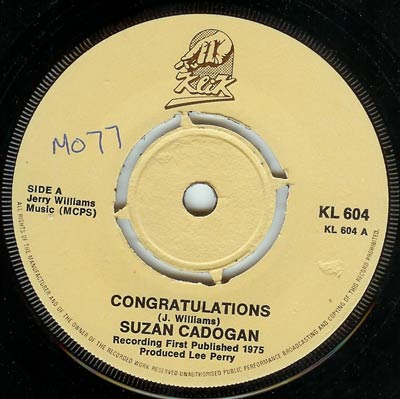 KliK
MO77
SIDE A
Jerry Williams
Music (MCPS)
KL 604
KL 604 A
CONGRATULATIONS
(J. Williams)
SUZAN CADOGAN
Recording First Published 1975
Produced Lee Perry
ALL RIGHTS OF THE MANUFACTURER AND OF THE OWNER OF THE RECORDED WORK RESERVED UNAUTHORISED PUBLIC PERFORMANCE BROADCASTING AND COPYING OF THIS RECORD PROHIBITED.